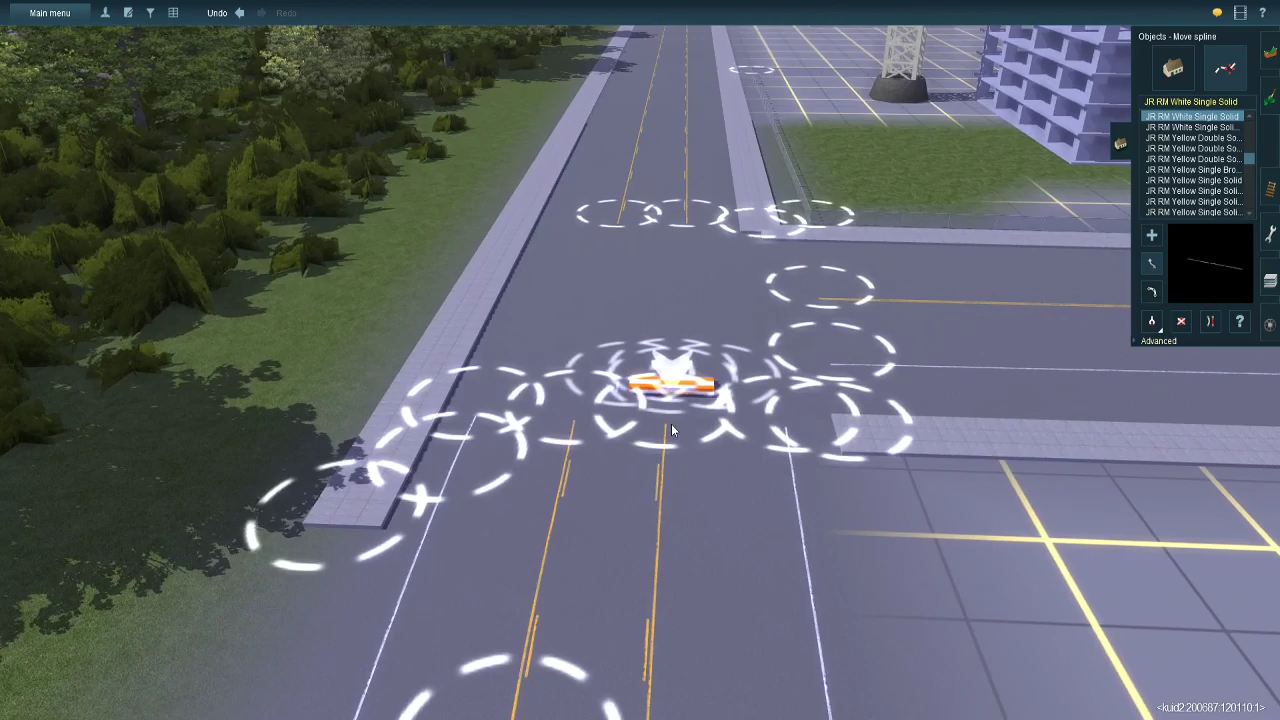 Main menu
Undo
Redo
Objects - Move spline
JR RM White Single Solid
JR RM White Single Solid
JR RM White Single Soli...
JR RM Yellow Double So...
JR RM Yellow Double So...
JR RM Yellow Double So...
JR RM Yellow Single Bro...
JR RM Yellow Single Solid
JR RM Yellow Single Soli...
JR RM Yellow Single Soli...
JR RM Yellow Single Soli...
Advanced
<kuid2:200687:120110:1>